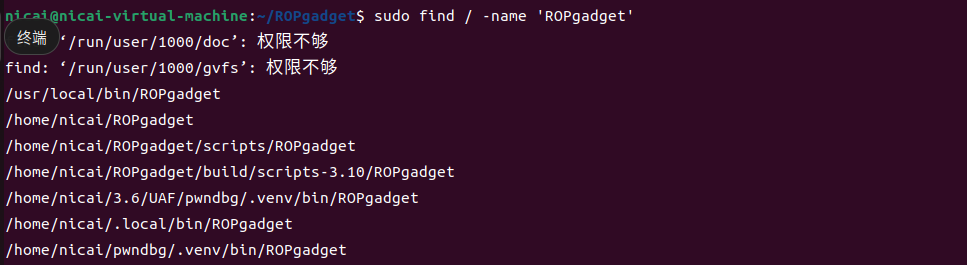 nicai@nicai-virtual-machine:~/ROPgadget$ sudo find / -name 'ROPgadget'
终端 ‘/run/user/1000/doc’: 权限不够
find: ‘/run/user/1000/gvfs’: 权限不够
/usr/local/bin/ROPgadget
/home/nicai/ROPgadget
/home/nicai/ROPgadget/scripts/ROPgadget
/home/nicai/ROPgadget/build/scripts-3.10/ROPgadget
/home/nicai/3.6/UAF/pwndbg/.venv/bin/ROPgadget
/home/nicai/.local/bin/ROPgadget
/home/nicai/pwndbg/.venv/bin/ROPgadget